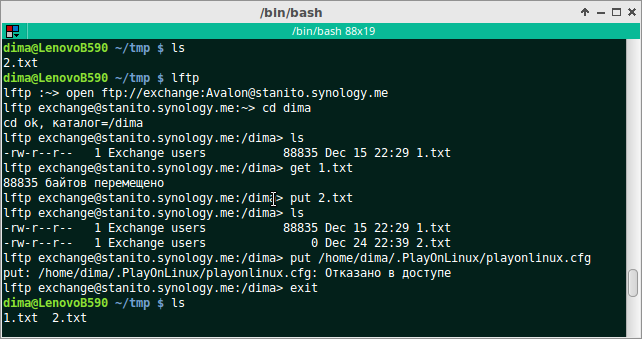 /bin/bash
/bin/bash 88x19
dima@LenovoB590 ~/tmp $ ls
2.txt
dima@LenovoB590 ~/tmp $ lftp
lftp :~> open ftp://exchange:Avalon@stanito.synology.me
lftp exchange@stanito.synology.me:~> cd dima
cd ok, каталог=/dima
lftp exchange@stanito.synology.me:/dima> ls
-rw-r--r--   1 Exchange users          88835 Dec 15 22:29 1.txt
lftp exchange@stanito.synology.me:/dima> get 1.txt
88835 байтов перемещено
lftp exchange@stanito.synology.me:/dima> put 2.txt
lftp exchange@stanito.synology.me:/dima> ls
-rw-r--r--   1 Exchange users          88835 Dec 15 22:29 1.txt
-rw-r--r--   1 Exchange users              0 Dec 24 22:39 2.txt
lftp exchange@stanito.synology.me:/dima> put /home/dima/.PlayOnLinux/playonlinux.cfg
put: /home/dima/.PlayOnLinux/playonlinux.cfg: Отказано в доступе
lftp exchange@stanito.synology.me:/dima> exit
dima@LenovoB590 ~/tmp $ ls
1.txt  2.txt